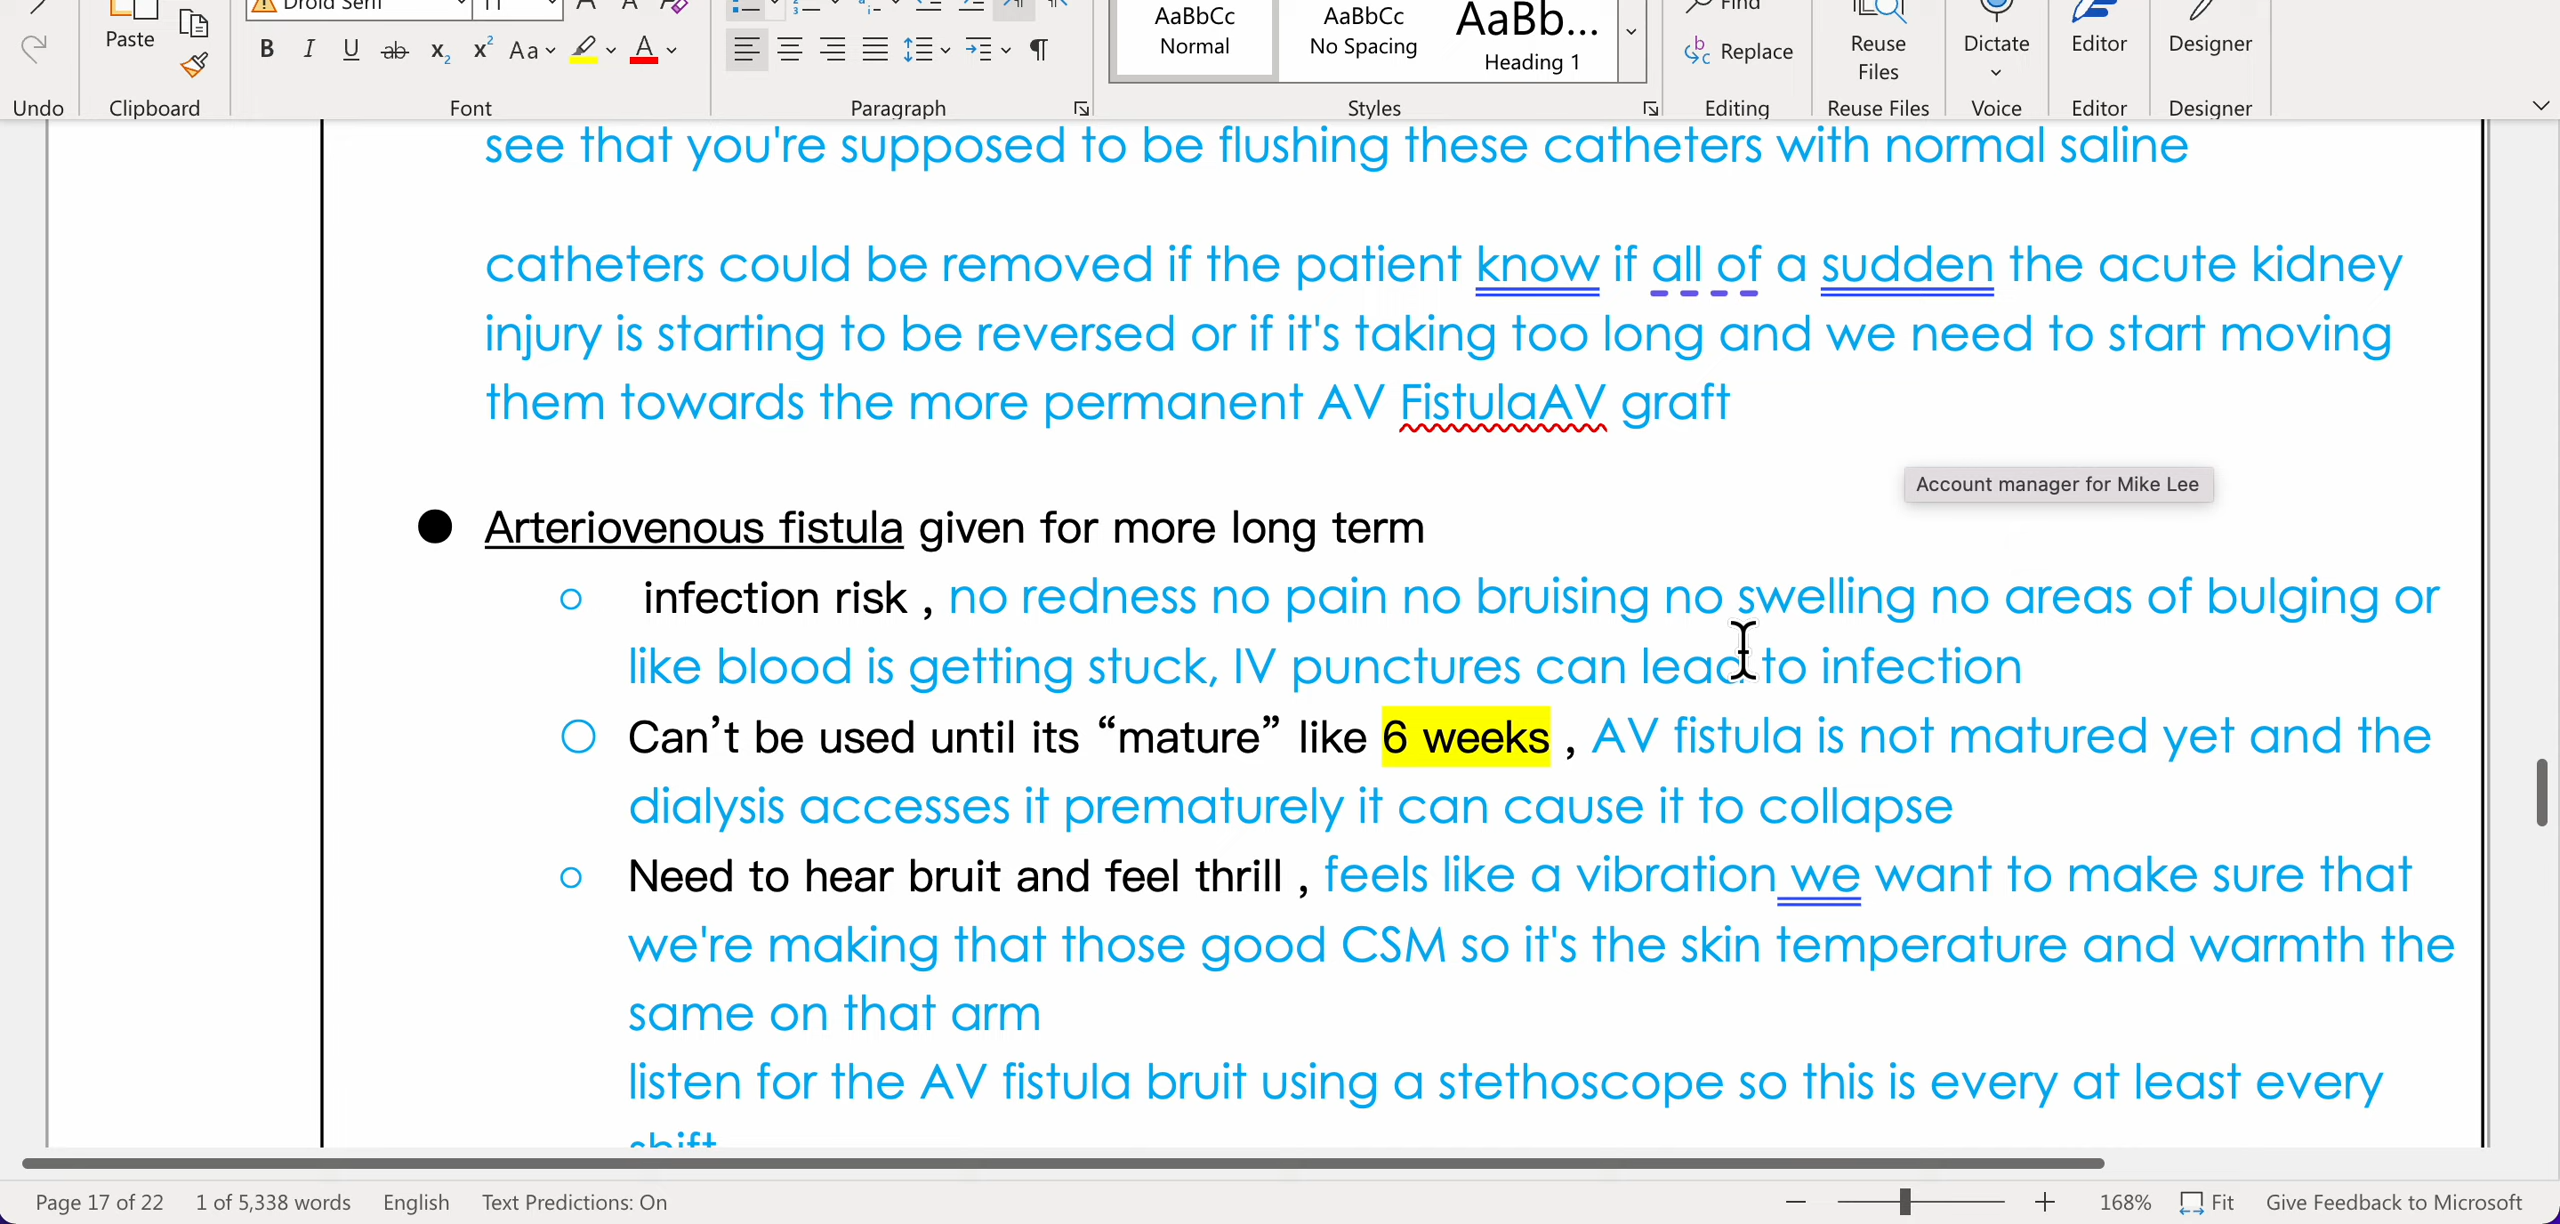 Droid Serif 11
Paste
B I U ab x2 x2 Aa A
AaBbCc AaBbCc AaBb...
Normal No Spacing Heading 1
Find
Replace
Reuse Files Dictate Editor Designer
Undo Clipboard Font Paragraph Styles Editing Reuse Files Voice Editor Designer
see that you're supposed to be flushing these catheters with normal saline
catheters could be removed if the patient know if all of a sudden the acute kidney
injury is starting to be reversed or if it's taking too long and we need to start moving
them towards the more permanent AV FistulaAV graft
Account manager for Mike Lee
● Arteriovenous fistula given for more long term
○ infection risk , no redness no pain no bruising no swelling no areas of bulging or
like blood is getting stuck, IV punctures can lead to infection
○ Can’t be used until its “mature” like 6 weeks , AV fistula is not matured yet and the
dialysis accesses it prematurely it can cause it to collapse
○ Need to hear bruit and feel thrill , feels like a vibration we want to make sure that
we're making that those good CSM so it's the skin temperature and warmth the
same on that arm
listen for the AV fistula bruit using a stethoscope so this is every at least every
shift
Page 17 of 22 1 of 5,338 words English Text Predictions: On 168% Fit Give Feedback to Microsoft